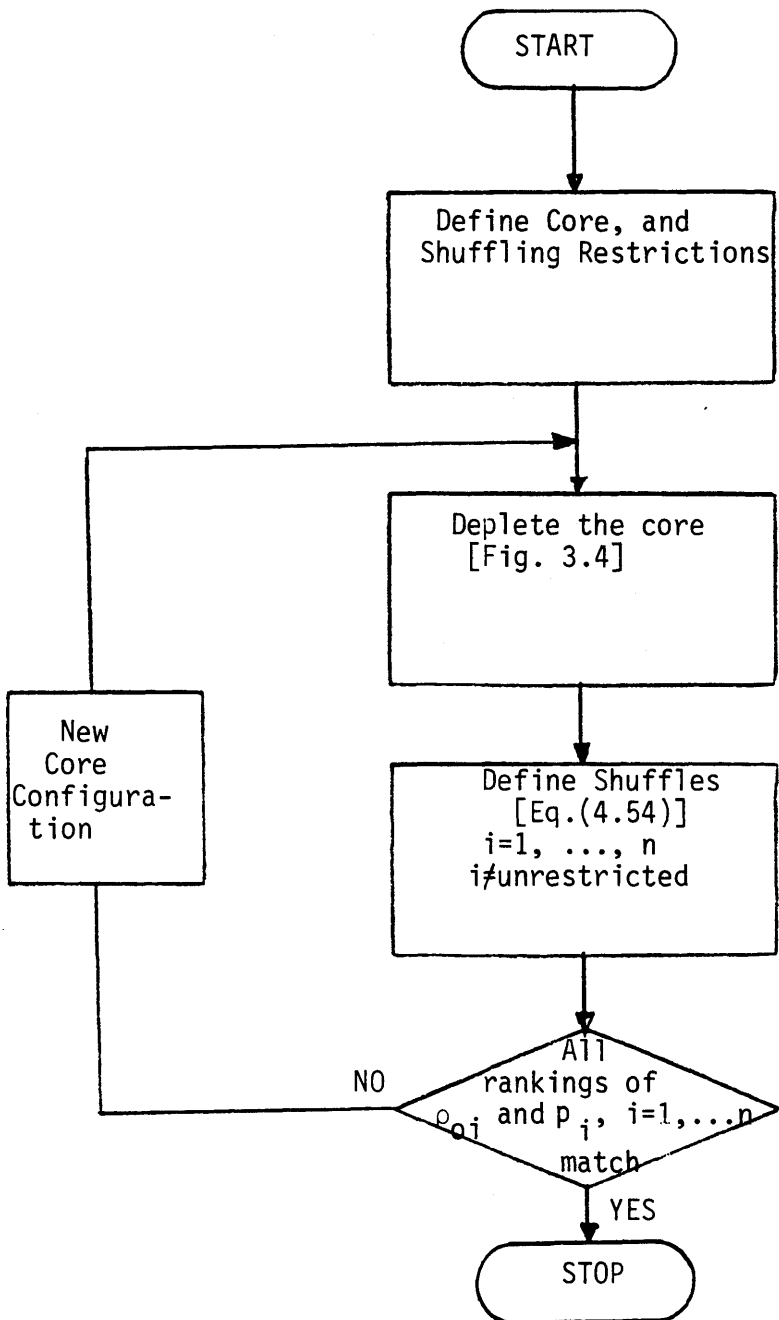 START
Define Core, and
Shuffling Restrictions
Deplete the core
[Fig. 3.4]
New
Core
Configura-
tion
Define Shuffles
[Eq.(4.54)]
i=1, ..., n
i≠unrestricted
All
rankings of
ρoi and pi, i=1,...n
match
NO
YES
STOP